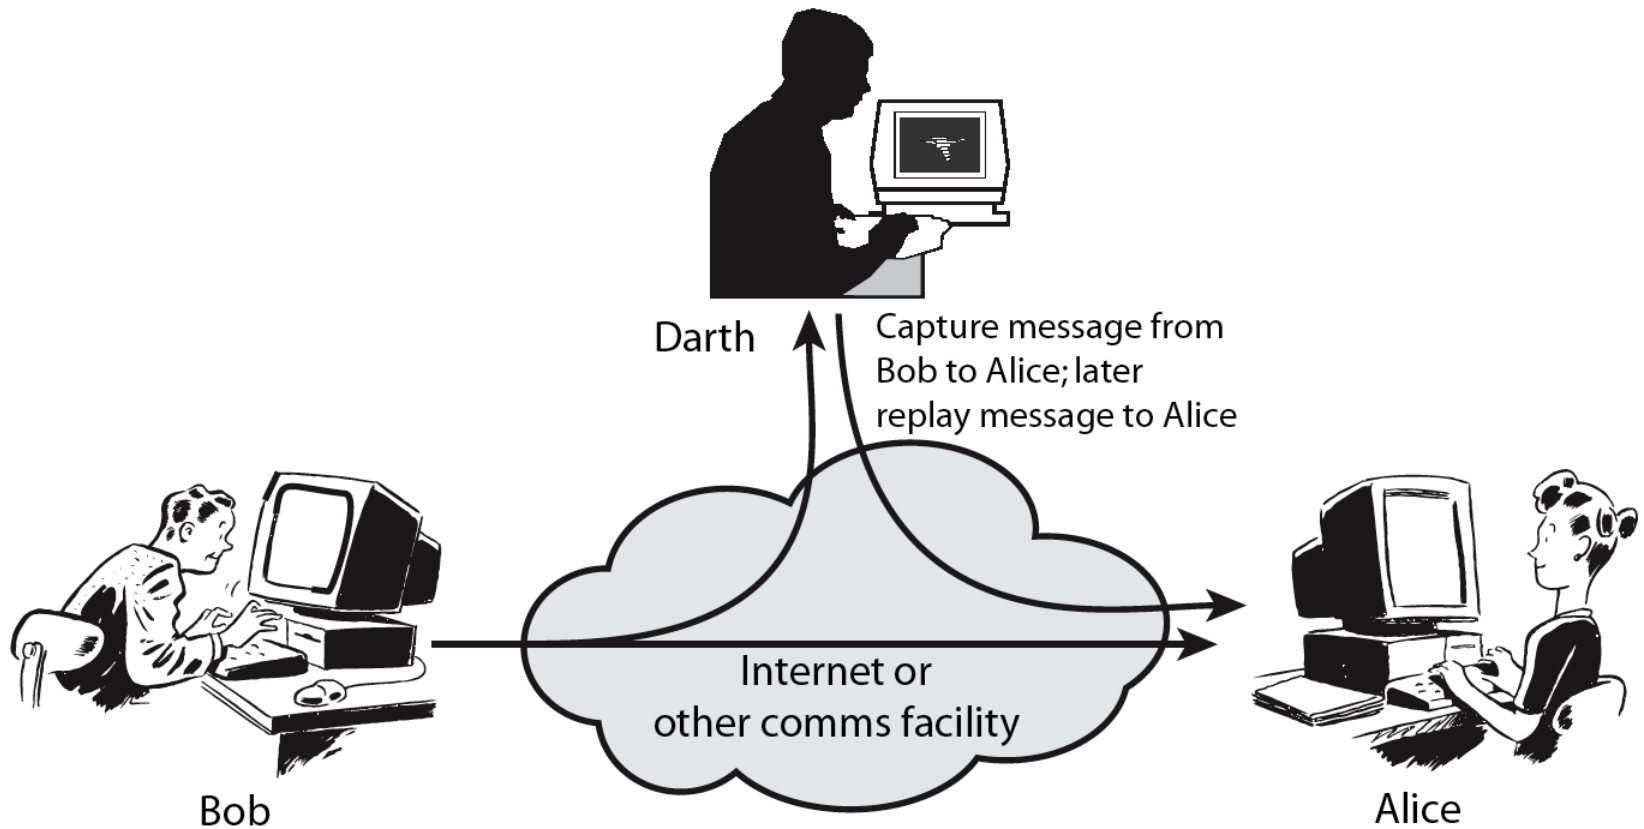 Darth
Capture message from
Bob to Alice; later
replay message to Alice
Internet or
other comms facility
Bob
Alice